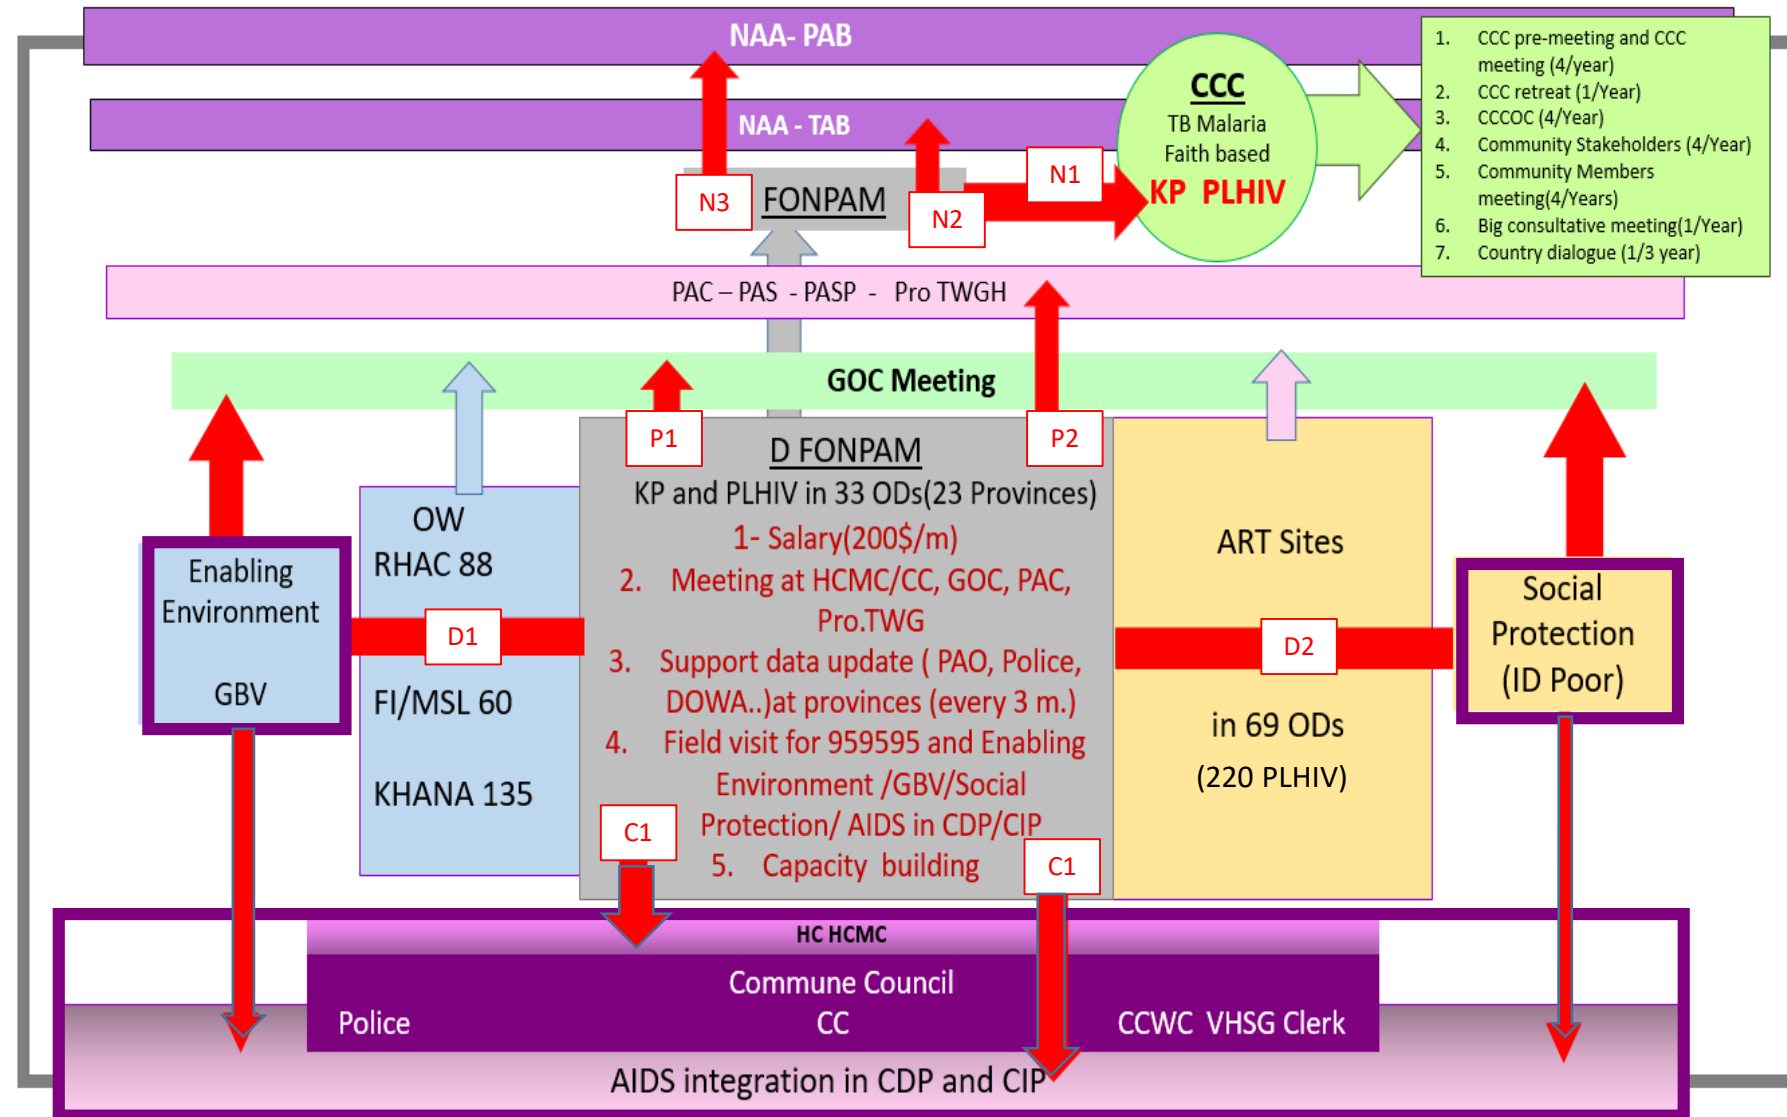 NAA- PAB
NAA - TAB
CCC
TB Malaria
Faith based
KP PLHIV
1. CCC pre-meeting and CCC
meeting (4/year)
2. CCC retreat (1/Year)
3. CCCOC (4/Year)
4. Community Stakeholders (4/Year)
5. Community Members
meeting(4/Years)
6. Big consultative meeting(1/Year)
7. Country dialogue (1/3 year)
N3
FONPAM
N2
N1
PAC – PAS - PASP - Pro TWGH
GOC Meeting
P1
P2
D FONPAM
KP and PLHIV in 33 ODs(23 Provinces)
1- Salary(200$/m)
2. Meeting at HCMC/CC, GOC, PAC,
Pro.TWG
3. Support data update ( PAO, Police,
DOWA..)at provinces (every 3 m.)
4. Field visit for 959595 and Enabling
Environment /GBV/Social
Protection/ AIDS in CDP/CIP
5. Capacity building
C1
C1
Enabling
Environment
GBV
OW
RHAC 88
D1
FI/MSL 60
KHANA 135
ART Sites
D2
in 69 ODs
(220 PLHIV)
Social
Protection
(ID Poor)
HC HCMC
Commune Council
Police
CC
CCWC VHSG Clerk
AIDS integration in CDP and CIP